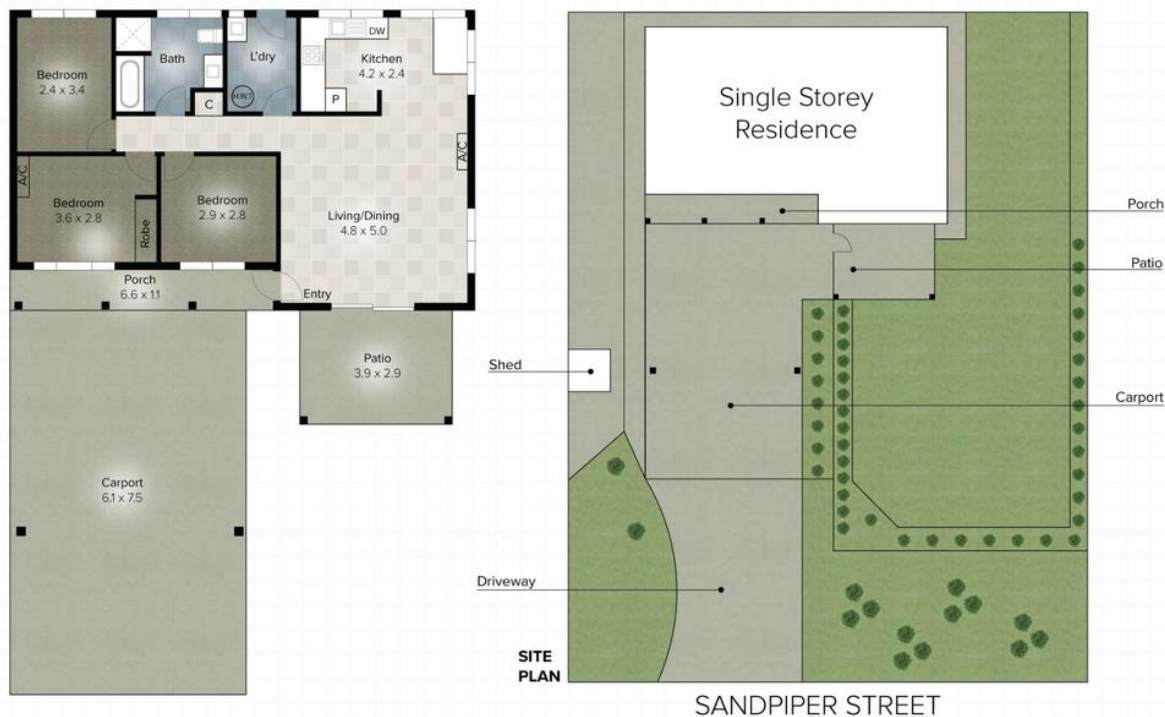 Bedroom
2.4 x 3.4
Bath
L'dry
HWT
C
DW
Kitchen
4.2 x 2.4
P
A/C
A/C
Bedroom
3.6 x 2.8
Robe
Bedroom
2.9 x 2.8
Living/Dining
4.8 x 5.0
Porch
6.6 x 1.1
Entry
Patio
3.9 x 2.9
Carport
6.1 x 7.5
Single Storey
Residence
Porch
Patio
Shed
Carport
Driveway
SITE
PLAN
SANDPIPER STREET